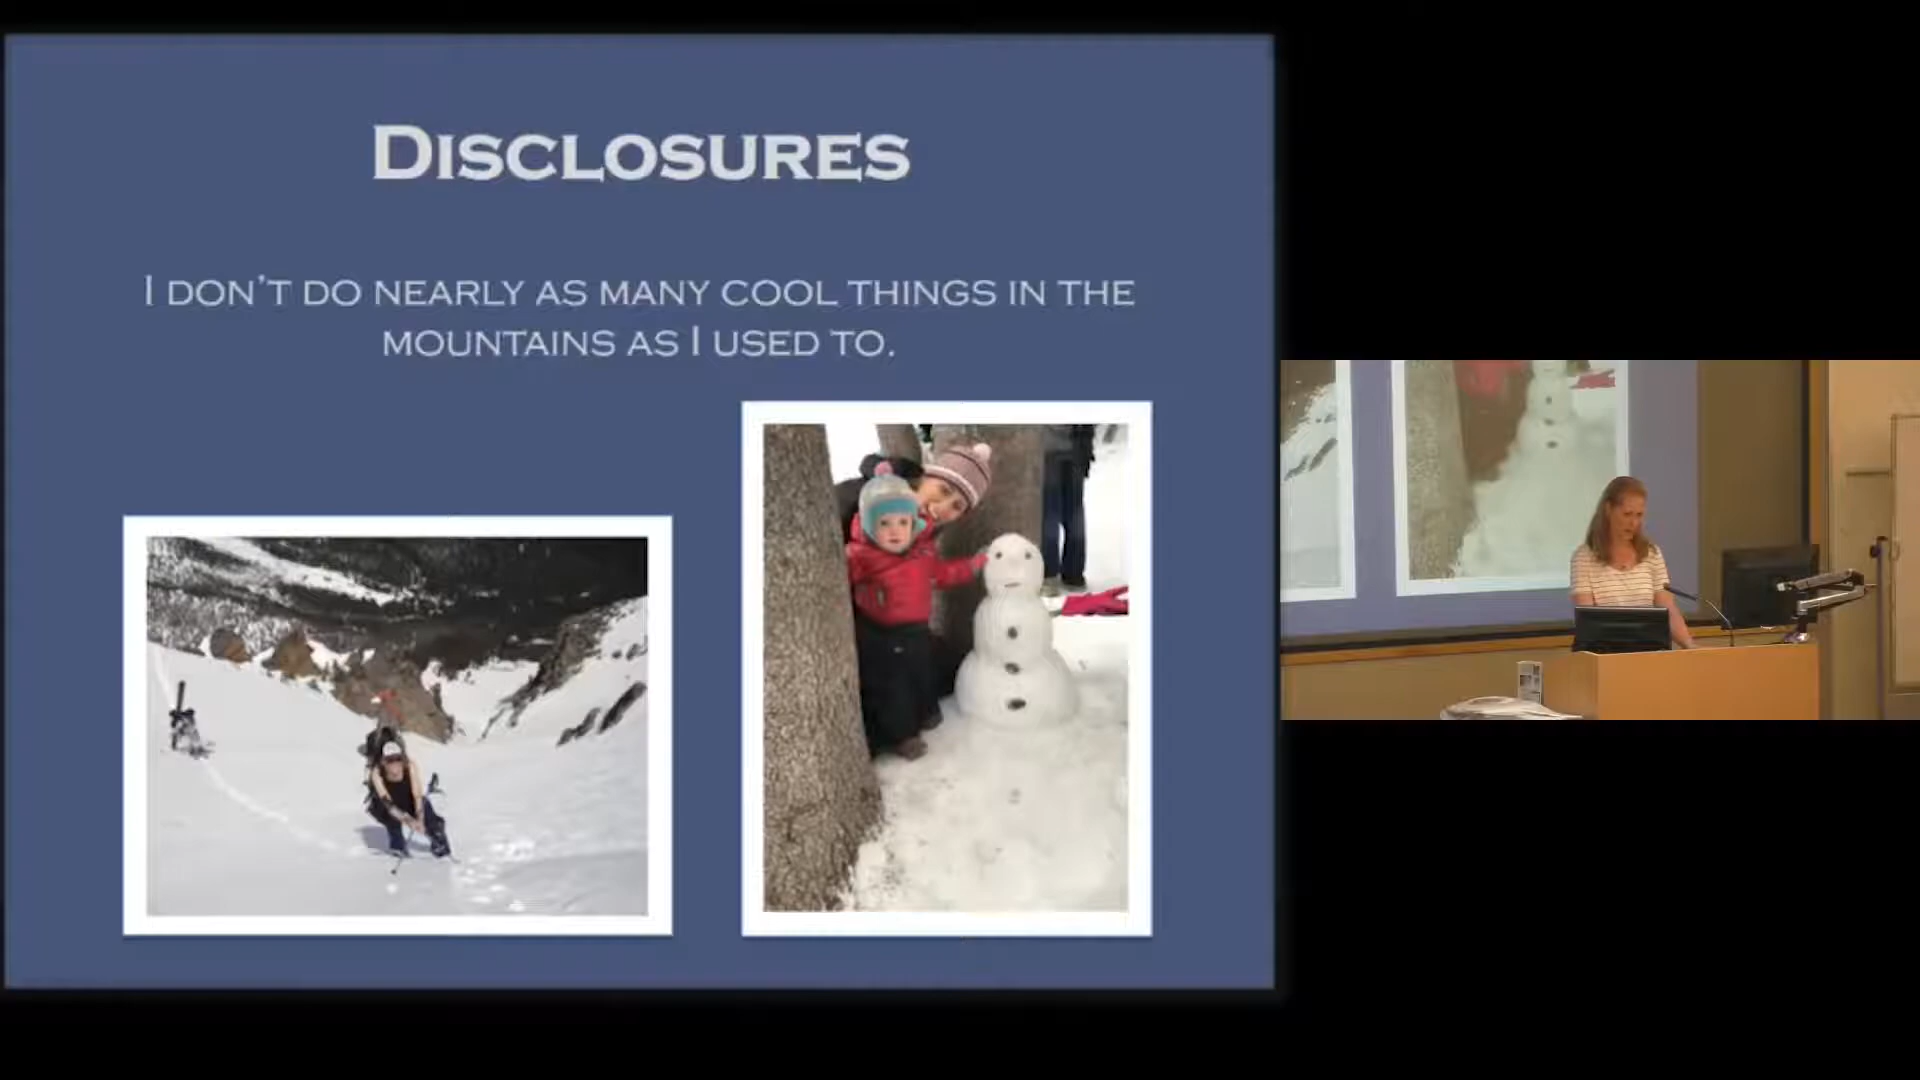 DISCLOSURES
I DON'T DO NEARLY AS MANY COOL THINGS IN THE
MOUNTAINS AS I USED TO.